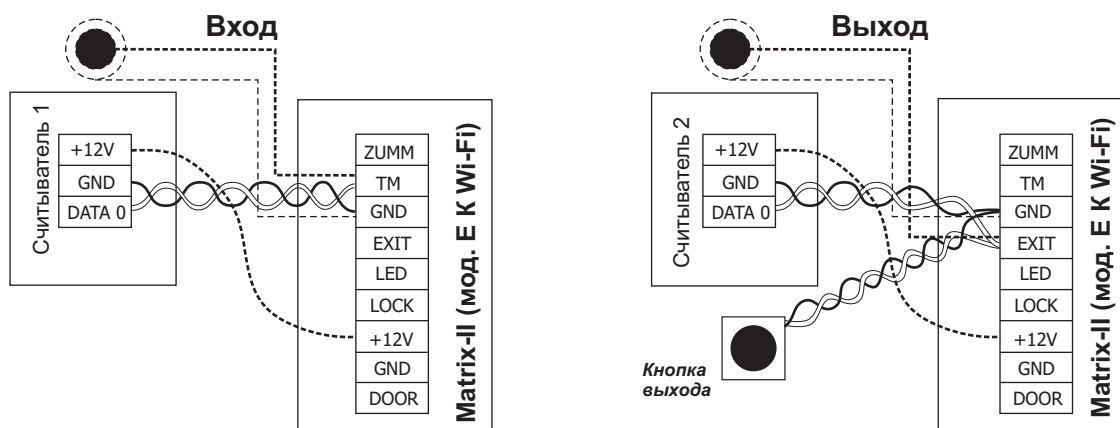 Вход
Считыватель 1
+12V
GND
DATA 0
ZUMM
TM
GND
EXIT
LED
LOCK
+12V
GND
DOOR
Matrix-II (мод. E К Wi-Fi)
Выход
Считыватель 2
+12V
GND
DATA 0
Кнопка
выхода
ZUMM
TM
GND
EXIT
LED
LOCK
+12V
GND
DOOR
Matrix-II (мод. E К Wi-Fi)